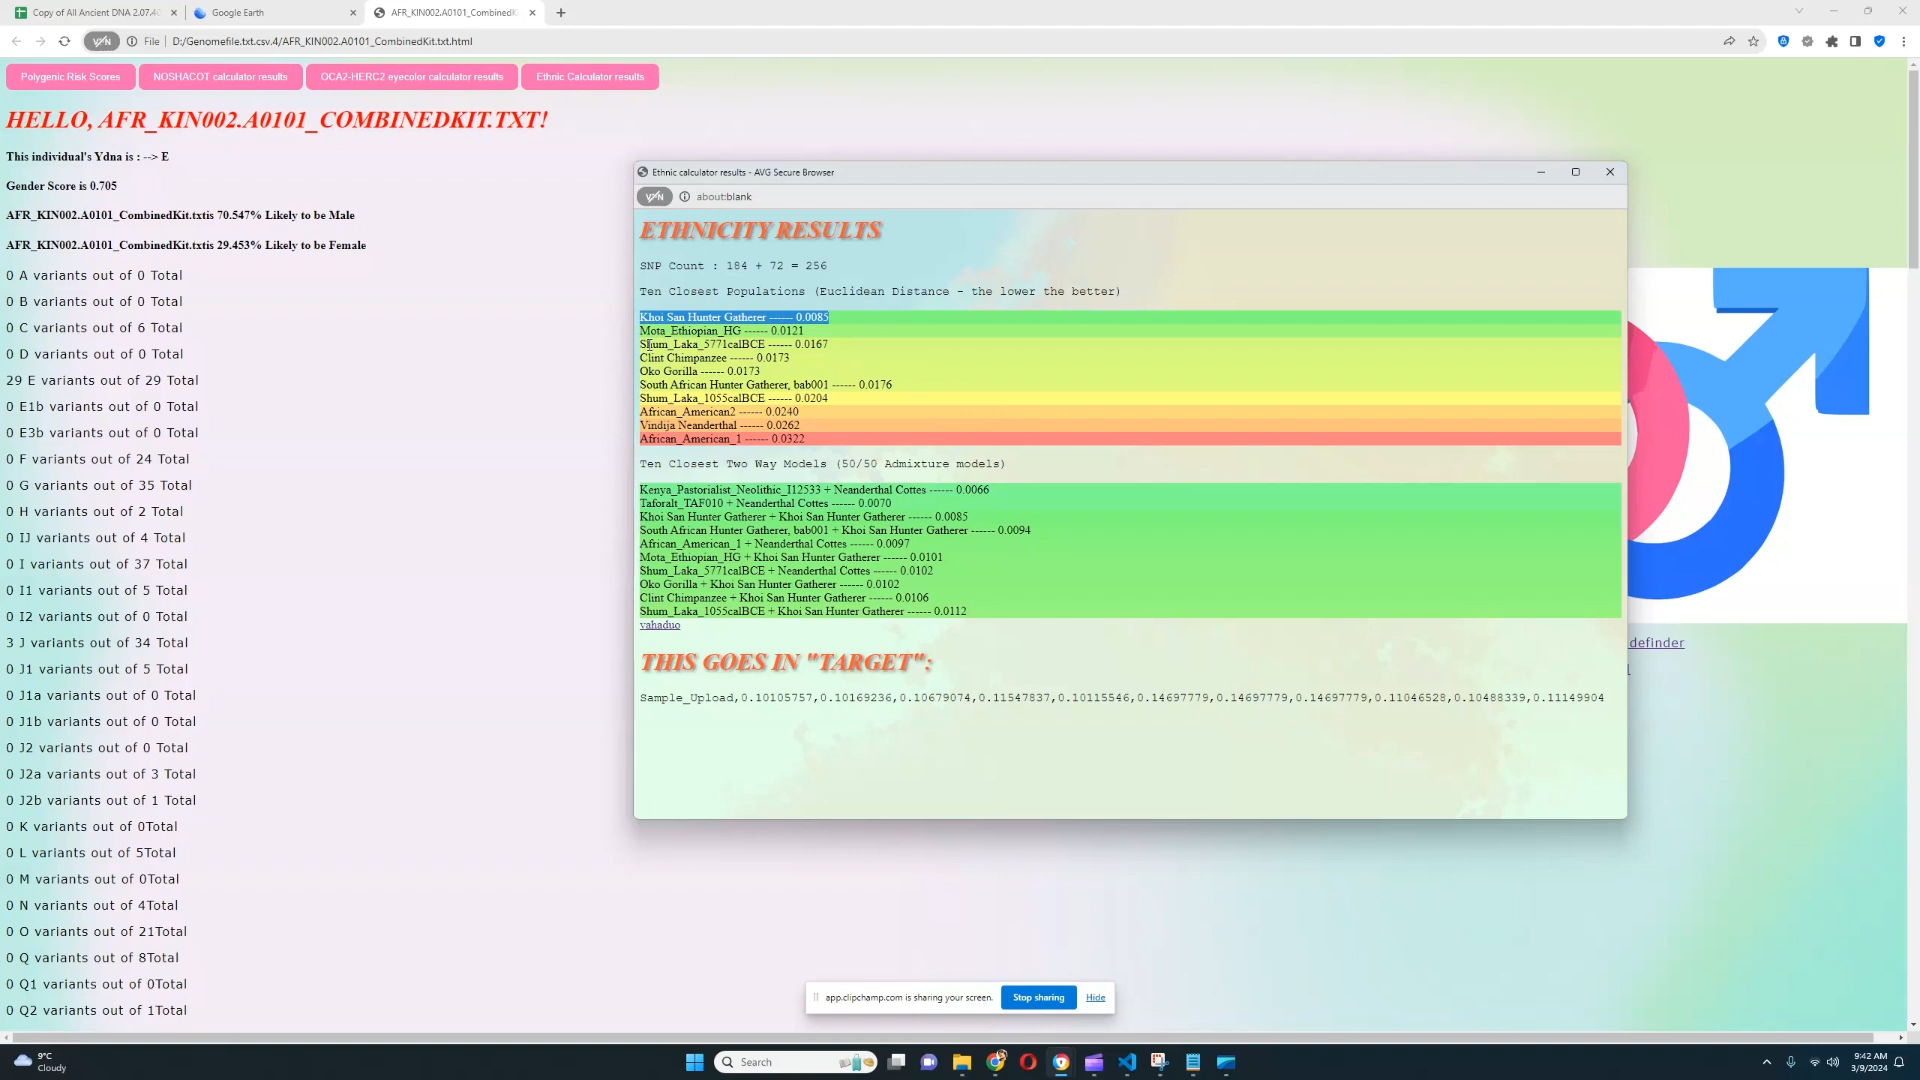 Copy of All Ancient DNA 2.07.40
Google Earth
AFR_KIN002.A0101_CombinedK
VPN
File
D:/Genomefile.txt.csv.4/AFR_KIN002.A0101_CombinedKit.txt.html
Polygenic Risk Scores
NOSHACOT calculator results
OCA2-HERC2 eyecolor calculator results
Ethnic Calculator results
HELLO, AFR_KIN002.A0101_COMBINEDKIT.TXT!
This individual's Ydna is : --> E
Gender Score is 0.705
AFR_KIN002.A0101_CombinedKit.txtis 70.547% Likely to be Male
AFR_KIN002.A0101_CombinedKit.txtis 29.453% Likely to be Female
0 A variants out of 0 Total
0 B variants out of 0 Total
0 C variants out of 6 Total
0 D variants out of 0 Total
29 E variants out of 29 Total
0 E1b variants out of 0 Total
0 E3b variants out of 0 Total
0 F variants out of 24 Total
0 G variants out of 35 Total
0 H variants out of 2 Total
0 IJ variants out of 4 Total
0 I variants out of 37 Total
0 I1 variants out of 5 Total
0 I2 variants out of 0 Total
3 J variants out of 34 Total
0 J1 variants out of 5 Total
0 J1a variants out of 0 Total
0 J1b variants out of 0 Total
0 J2 variants out of 0 Total
0 J2a variants out of 3 Total
0 J2b variants out of 1 Total
0 K variants out of 0Total
0 L variants out of 5Total
0 M variants out of 0Total
0 N variants out of 4Total
0 O variants out of 21Total
0 Q variants out of 8Total
0 Q1 variants out of 0Total
0 Q2 variants out of 1Total
Ethnic calculator results - AVG Secure Browser
VPN
about:blank
ETHNICITY RESULTS
SNP Count : 184 + 72 = 256
Ten Closest Populations (Euclidean Distance - the lower the better)
Khoi San Hunter Gatherer ------ 0.0085
Mota_Ethiopian_HG ------ 0.0121
Shum_Laka_5771calBCE ------ 0.0167
Clint Chimpanzee ------ 0.0173
Oko Gorilla ------ 0.0173
South African Hunter Gatherer, bab001 ------ 0.0176
Shum_Laka_1055calBCE ------ 0.0204
African_American2 ------ 0.0240
Vindija Neanderthal ------ 0.0262
African_American_1 ------ 0.0322
Ten Closest Two Way Models (50/50 Admixture models)
Kenya_Pastorialist_Neolithic_I12533 + Neanderthal Cottes ------ 0.0066
Taforalt_TAF010 + Neanderthal Cottes ------ 0.0070
Khoi San Hunter Gatherer + Khoi San Hunter Gatherer ------ 0.0085
South African Hunter Gatherer, bab001 + Khoi San Hunter Gatherer ------ 0.0094
African_American_1 + Neanderthal Cottes ------ 0.0097
Mota_Ethiopian_HG + Khoi San Hunter Gatherer ------ 0.0101
Shum_Laka_5771calBCE + Neanderthal Cottes ------ 0.0102
Oko Gorilla + Khoi San Hunter Gatherer ------ 0.0102
Clint Chimpanzee + Khoi San Hunter Gatherer ------ 0.0106
Shum_Laka_1055calBCE + Khoi San Hunter Gatherer ------ 0.0112
vahaduo
THIS GOES IN "TARGET":
Sample_Upload,0.10105757,0.10169236,0.10679074,0.11547837,0.10115546,0.14697779,0.14697779,0.14697779,0.11046528,0.10488339,0.11149904
definder
app.clipchamp.com is sharing your screen.
Stop sharing
Hide
9°C
Cloudy
Search
9:42 AM
3/9/2024